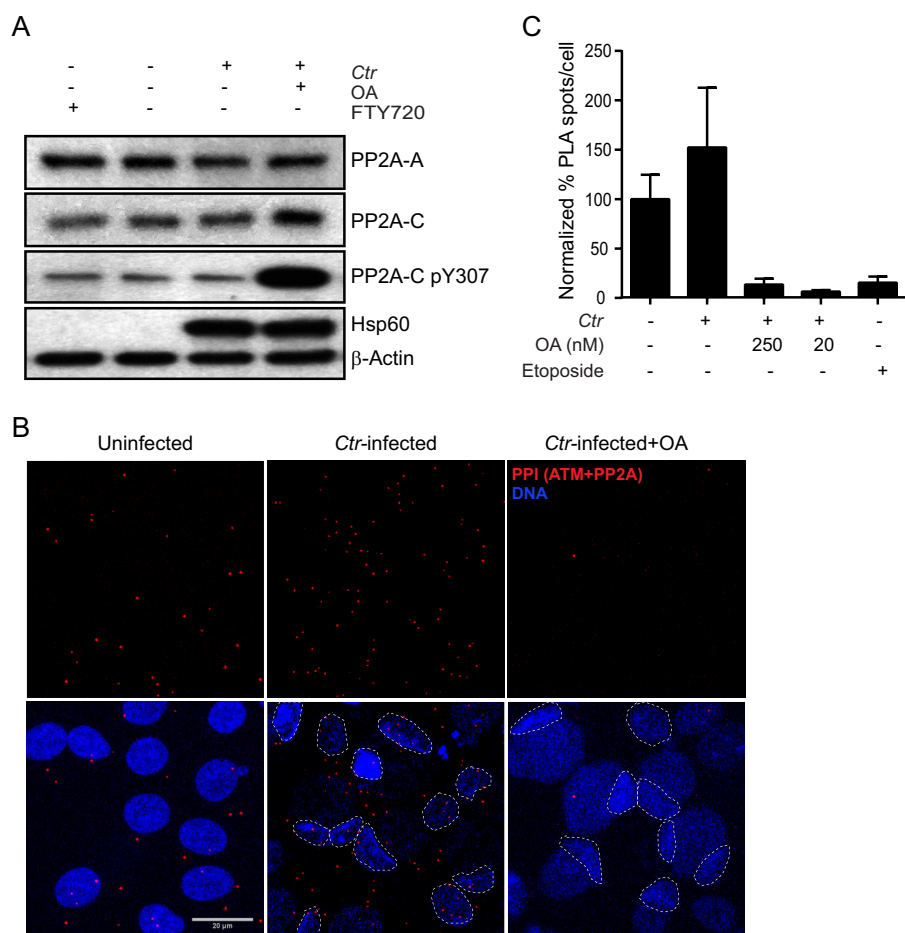 A
- - + + Ctr
- - - + OA
+ - - - FTY720
PP2A-A
PP2A-C
PP2A-C pY307
Hsp60
β-Actin
C
Normalized % PLA spots/cell
250
200
150
100
50
0
Ctr - + + + -
OA (nM) - - 250 20 -
Etoposide - - - - +
B
Uninfected
Ctr-infected
Ctr-infected+OA
PPI (ATM+PP2A)
DNA
20 µm